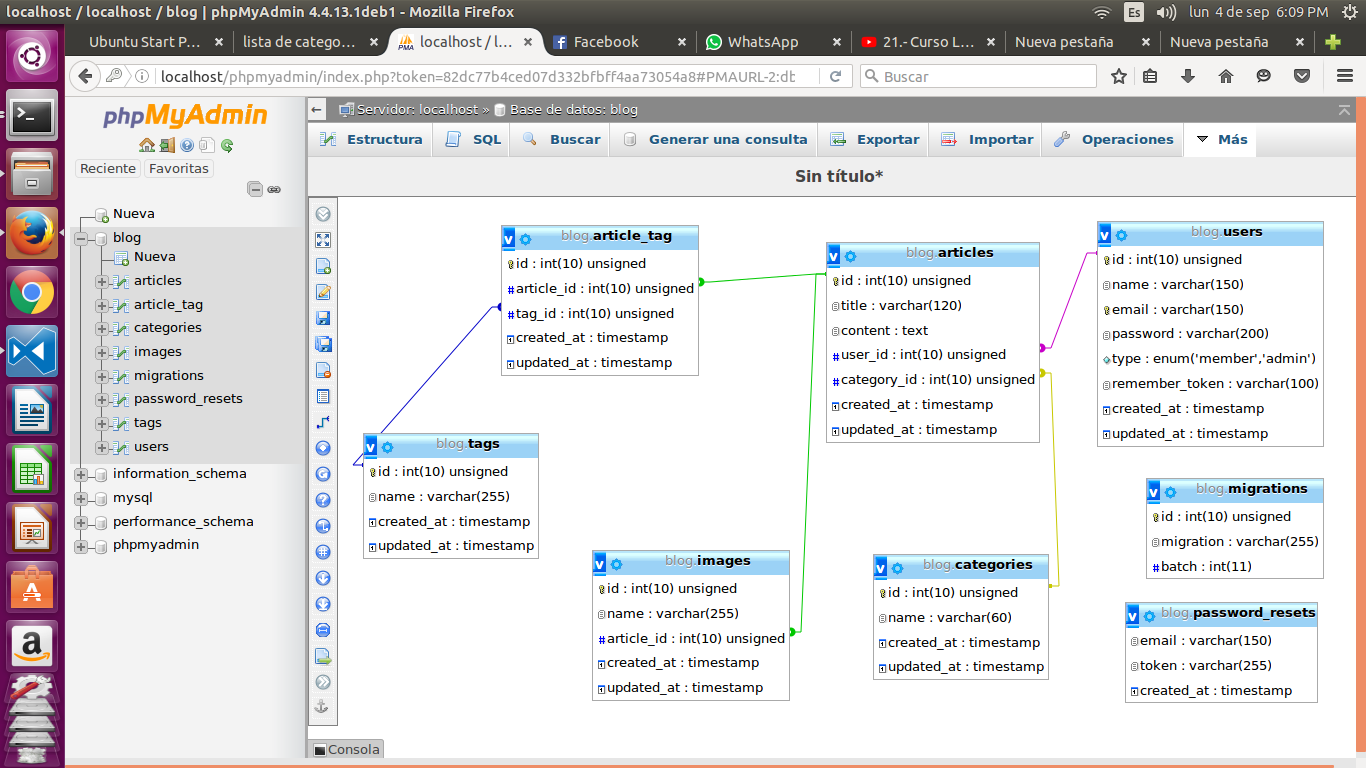 localhost / localhost / blog | phpMyAdmin 4.4.13.1deb1 - Mozilla Firefox
Es
lun 4 de sep 6:09 PM
Ubuntu Start P...
lista de catego...
localhost / l...
Facebook
WhatsApp
21.- Curso L...
Nueva pestaña
Nueva pestaña
localhost/phpmyadmin/index.php?token=82dc77b4ced07d332bfbff4aa73054a8#PMAURL-2:db
Buscar
phpMyAdmin
Reciente
Favoritas
Nueva
blog
Nueva
articles
article_tag
categories
images
migrations
password_resets
tags
users
information_schema
mysql
performance_schema
phpmyadmin
Servidor: localhost » Base de datos: blog
Estructura
SQL
Buscar
Generar una consulta
Exportar
Importar
Operaciones
Más
Sin título*
blog.article_tag
id : int(10) unsigned
article_id : int(10) unsigned
tag_id : int(10) unsigned
created_at : timestamp
updated_at : timestamp
blog.articles
id : int(10) unsigned
title : varchar(120)
content : text
user_id : int(10) unsigned
category_id : int(10) unsigned
created_at : timestamp
updated_at : timestamp
blog.users
id : int(10) unsigned
name : varchar(150)
email : varchar(150)
password : varchar(200)
type : enum('member','admin')
remember_token : varchar(100)
created_at : timestamp
updated_at : timestamp
blog.tags
id : int(10) unsigned
name : varchar(255)
created_at : timestamp
updated_at : timestamp
blog.images
id : int(10) unsigned
name : varchar(255)
article_id : int(10) unsigned
created_at : timestamp
updated_at : timestamp
blog.categories
id : int(10) unsigned
name : varchar(60)
created_at : timestamp
updated_at : timestamp
blog.migrations
id : int(10) unsigned
migration : varchar(255)
batch : int(11)
blog.password_resets
email : varchar(150)
token : varchar(255)
created_at : timestamp
Consola